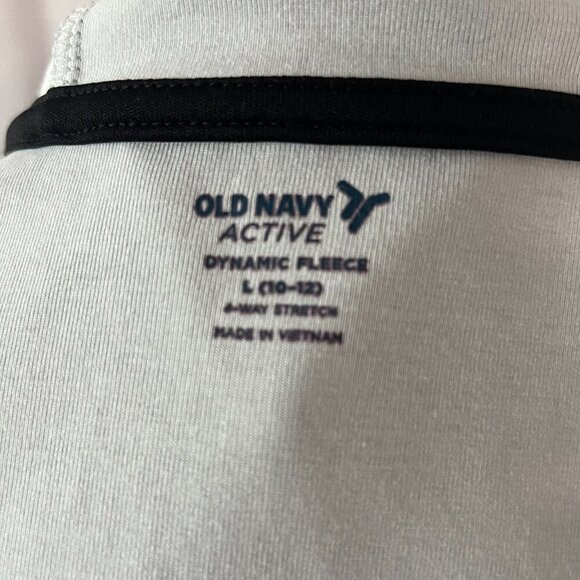 OLD NAVY
ACTIVE
DYNAMIC FLEECE
L (10-12)
4-WAY STRETCH
MADE IN VIETNAM